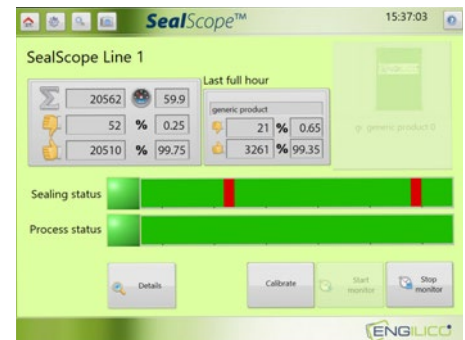 SealScope™
15:37:03
SealScope Line 1
Last full hour
20562 59.9
generic product
52 % 0.25
21 % 0.65
20510 % 99.75
3261 % 99.35
g generic product 0
Sealing status
Process status
Details
Calibrate
Start monitor
Stop monitor
ENGILICO